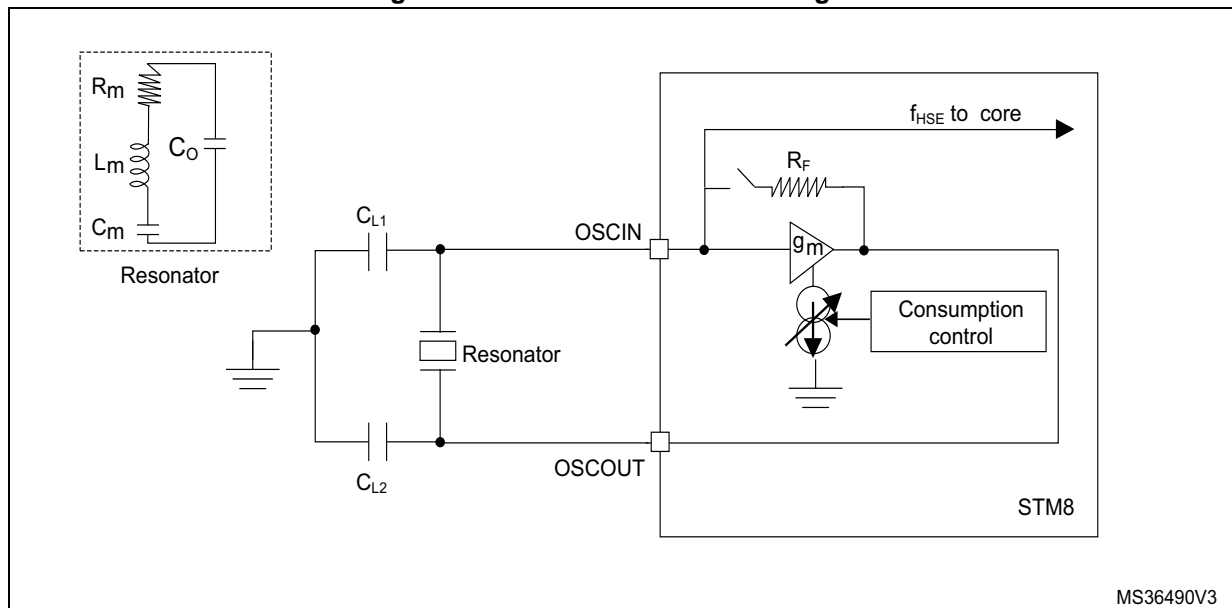 Rm
Lm
Cm
CO
Resonator
CL1
CL2
Resonator
OSCIN
OSCOUT
fHSE to core
RF
gm
Consumption
control
STM8
MS36490V3